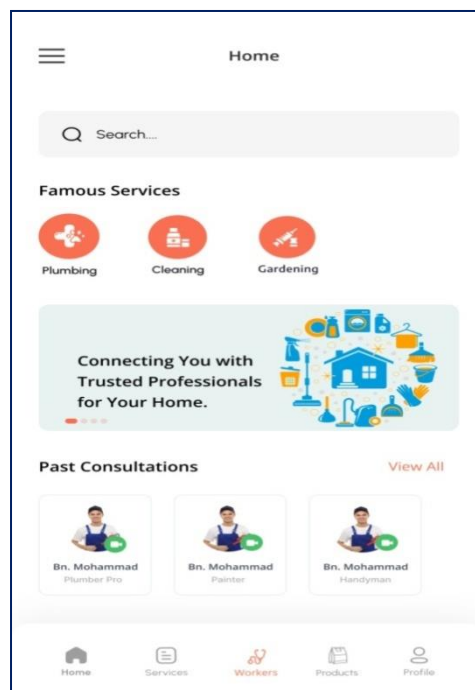 Home
Search....
Famous Services
Plumbing Cleaning Gardening
Connecting You with
Trusted Professionals
for Your Home.
Past Consultations View All
Bn. Mohammad Bn. Mohammad Bn. Mohammad
Plumber Pro Painter Handyman
Home Services Workers Products Profile